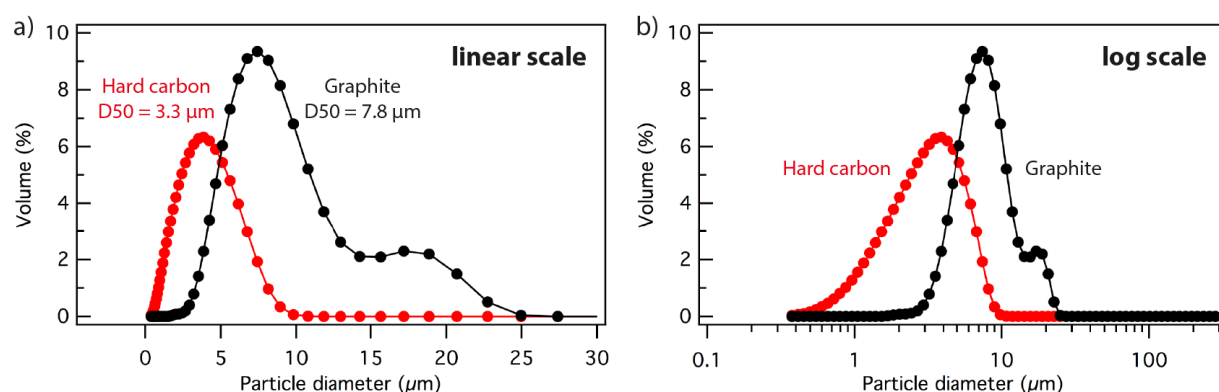 a)
linear scale
Hard carbon
D50 = 3.3 µm
Graphite
D50 = 7.8 µm
Volume (%)
10
8
6
4
2
0
0 5 10 15 20 25 30
Particle diameter (µm)
b)
log scale
Hard carbon
Graphite
Volume (%)
10
8
6
4
2
0
0.1 1 10 100
Particle diameter (µm)